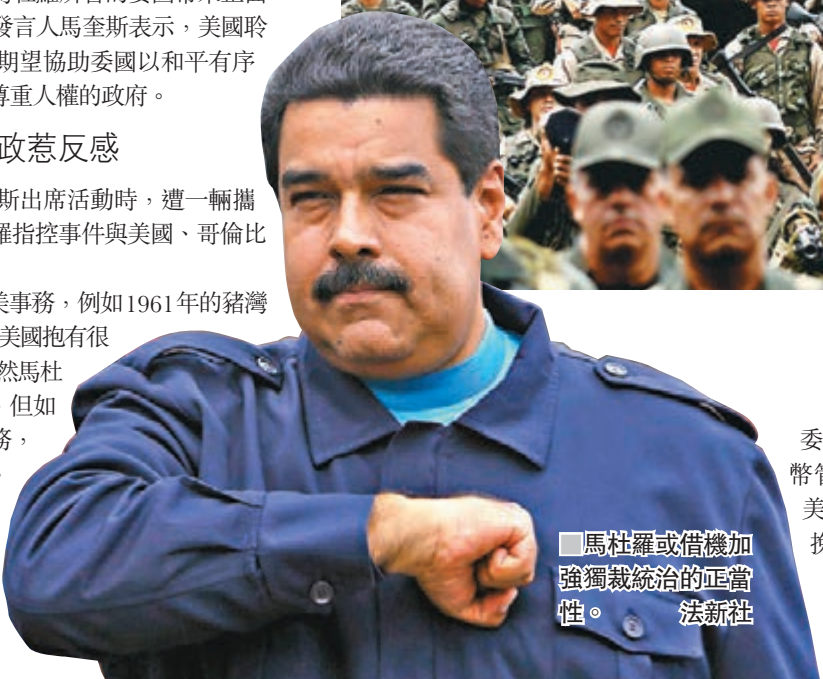 發言人馬奎斯表示，美國聆
期望協助委國以和平有序
尊重人權的政府。
政惹反感
斯出席活動時，遭一輛攜
羅指控事件與美國、哥倫比
美事務，例如1961年的豬灣
美國抱有很
然馬杜
但如
務，
委
幣管
美
■馬杜羅或借機加
強獨裁統治的正當
性。 法新社